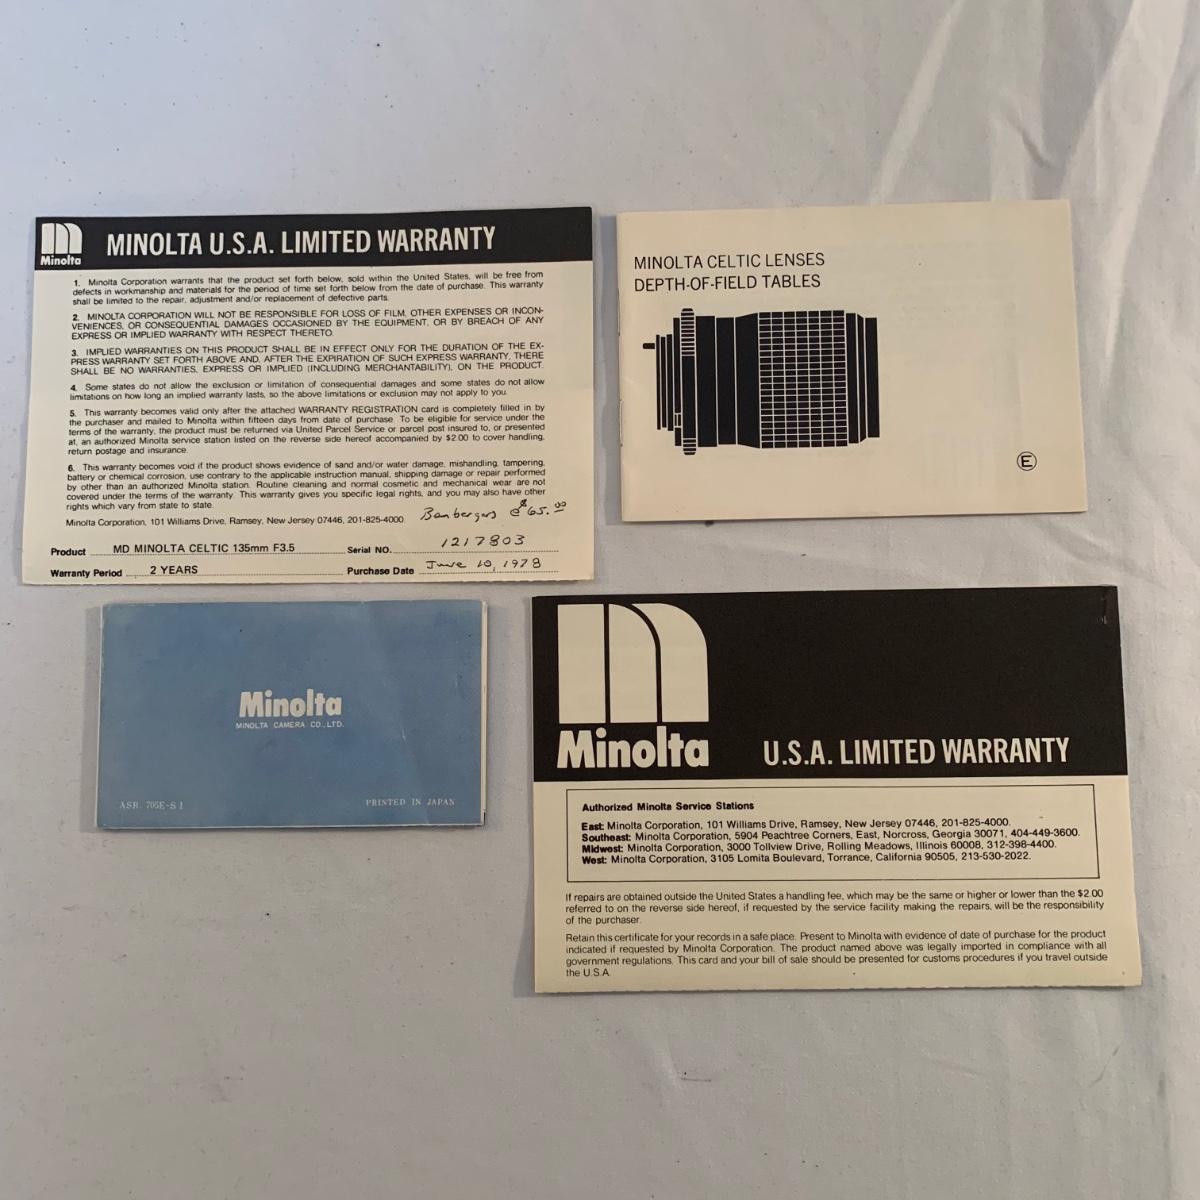 Minolta
MINOLTA U.S.A. LIMITED WARRANTY
1. Minolta Corporation warrants that the product set forth below, sold within the United States, will be free from
defects in workmanship and materials for the period of time set forth below from the date of purchase. This warranty
shall be limited to the repair, adjustment and/or replacement of defective parts.
2. MINOLTA CORPORATION WILL NOT BE RESPONSIBLE FOR LOSS OF FILM, OTHER EXPENSES OR INCON-
VENIENCES, OR CONSEQUENTIAL DAMAGES OCCASIONED BY THE EQUIPMENT, OR BY BREACH OF ANY
EXPRESS OR IMPLIED WARRANTY WITH RESPECT THERETO.
3. IMPLIED WARRANTIES ON THIS PRODUCT SHALL BE IN EFFECT ONLY FOR THE DURATION OF THE EX-
PRESS WARRANTY SET FORTH ABOVE AND, AFTER THE EXPIRATION OF SUCH EXPRESS WARRANTY, THERE
SHALL BE NO WARRANTIES, EXPRESS OR IMPLIED (INCLUDING MERCHANTABILITY), ON THE PRODUCT.
4. Some states do not allow the exclusion or limitation of consequential damages and some states do not allow
limitations on how long an implied warranty lasts, so the above limitations or exclusion may not apply to you.
5. This warranty becomes valid only after the attached WARRANTY REGISTRATION card is completely filled in by
the purchaser and mailed to Minolta within fifteen days from date of purchase. To be eligible for service under the
terms of the warranty, the product must be returned via United Parcel Service or parcel post insured to, or presented
at, an authorized Minolta service station listed on the reverse side hereof accompanied by $2.00 to cover handling,
return postage and insurance.
6. This warranty becomes void if the product shows evidence of sand and/or water damage, mishandling, tampering,
battery or chemical corrosion, use contrary to the applicable instruction manual, shipping damage or repair performed
by other than an authorized Minolta station. Routine cleaning and normal cosmetic and mechanical wear are not
covered under the terms of the warranty. This warranty gives you specific legal rights, and you may also have other
rights which vary from state to state.
Minolta Corporation, 101 Williams Drive, Ramsey, New Jersey 07446, 201-825-4000.
Bambergers @ $65.00
Product MD MINOLTA CELTIC 135mm F3.5 Serial NO. 1217803
Warranty Period 2 YEARS Purchase Date June 10, 1978
MINOLTA CELTIC LENSES
DEPTH-OF-FIELD TABLES
E
Minolta
MINOLTA CAMERA CO., LTD.
ASR. 705E-S1 PRINTED IN JAPAN
Minolta
U.S.A. LIMITED WARRANTY
Authorized Minolta Service Stations
East: Minolta Corporation, 101 Williams Drive, Ramsey, New Jersey 07446, 201-825-4000.
Southeast: Minolta Corporation, 5904 Peachtree Corners, East, Norcross, Georgia 30071, 404-449-3600.
Midwest: Minolta Corporation, 3000 Tollview Drive, Rolling Meadows, Illinois 60008, 312-398-4400.
West: Minolta Corporation, 3105 Lomita Boulevard, Torrance, California 90505, 213-530-2022.
If repairs are obtained outside the United States a handling fee, which may be the same or higher or lower than the $2.00
referred to on the reverse side hereof, if requested by the service facility making the repairs, will be the responsibility
of the purchaser.
Retain this certificate for your records in a safe place. Present to Minolta with evidence of date of purchase for the product
indicated if requested by Minolta Corporation. The product named above was legally imported in compliance with all
government regulations. This card and your bill of sale should be presented for customs procedures if you travel outside
the U.S.A.